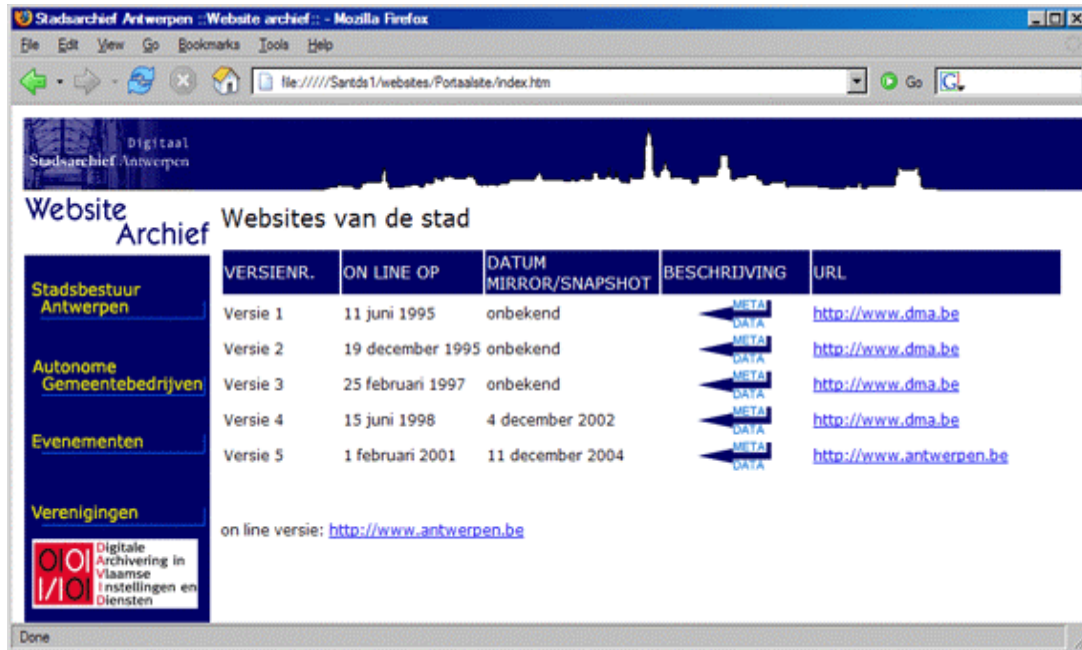 Stadsarchief Antwerpen ::Website archief:: - Mozilla Firefox
File Edit View Go Bookmarks Tools Help
file://///Santds1/websites/Portaalsite/index.htm Go G
Digitaal
Stadsarchief Antwerpen
Website
Archief
Websites van de stad
VERSIENR. ON LINE OP DATUM MIRROR/SNAPSHOT BESCHRIJVING URL
Versie 1 11 juni 1995 onbekend META DATA http://www.dma.be
Versie 2 19 december 1995 onbekend META DATA http://www.dma.be
Versie 3 25 februari 1997 onbekend META DATA http://www.dma.be
Versie 4 15 juni 1998 4 december 2002 META DATA http://www.dma.be
Versie 5 1 februari 2001 11 december 2004 META DATA http://www.antwerpen.be
on line versie: http://www.antwerpen.be
Stadsbestuur
Antwerpen
Autonome
Gemeentebedrijven
Evenementen
Verenigingen
Digitale
Archivering in
Vlaamse
Instellingen en
Diensten
Done